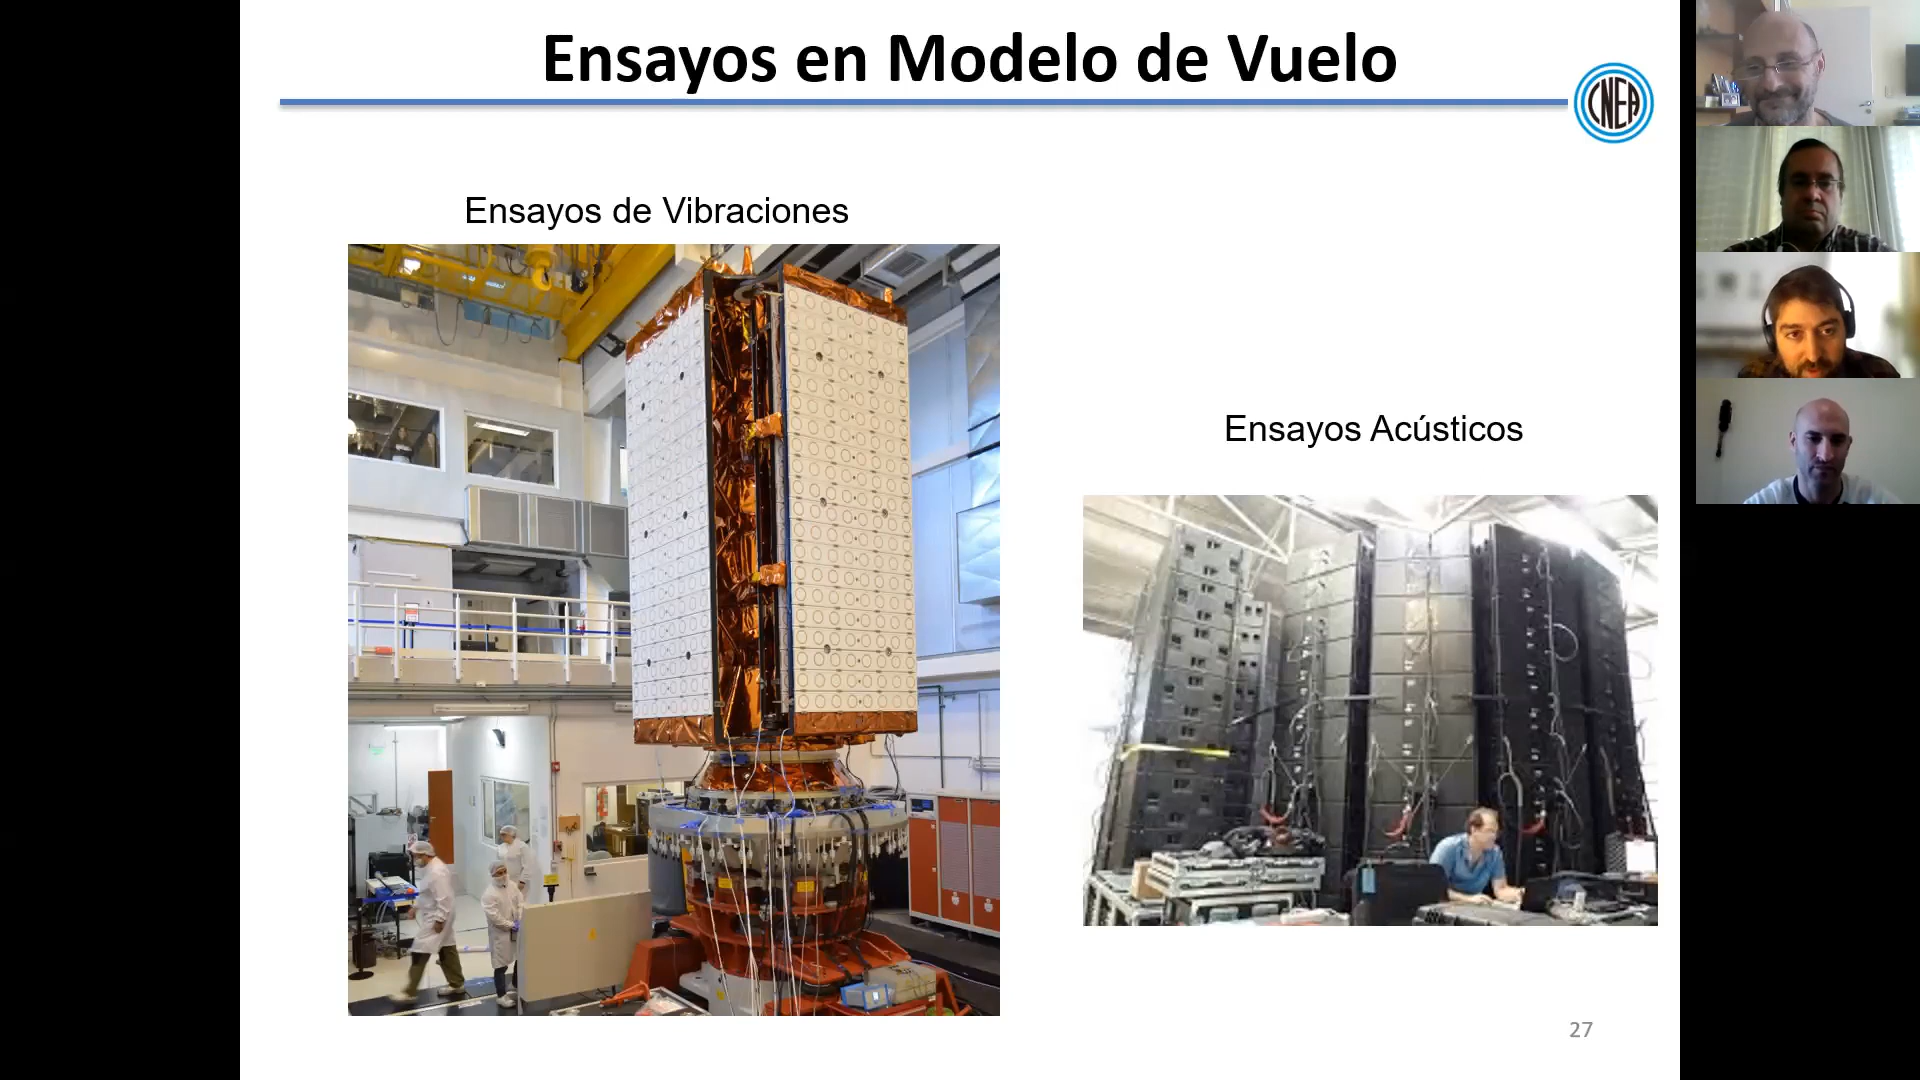 Ensayos en Modelo de Vuelo
CNEA
Ensayos de Vibraciones
Ensayos Acústicos
27